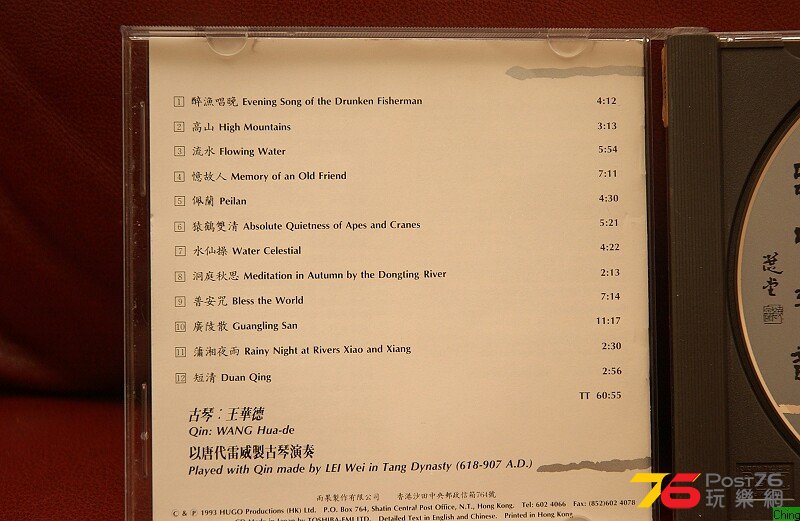 1 醉漁唱晚 Evening Song of the Drunken Fisherman 4:12
2 高山 High Mountains 3:13
3 流水 Flowing Water 5:54
4 憶故人 Memory of an Old Friend 7:11
5 佩蘭 Peilan 4:30
6 猿鶴雙清 Absolute Quietness of Apes and Cranes 5:21
7 水仙操 Water Celestial 4:22
8 洞庭秋思 Meditation in Autumn by the Dongting River 2:13
9 普安咒 Bless the World 7:14
10 廣陵散 Guangling San 11:17
11 瀟湘夜雨 Rainy Night at Rivers Xiao and Xiang 2:30
12 短清 Duan Qing 2:56
TT 60:55
古琴：王華德
Qin: WANG Hua-de
以唐代雷威製古琴演奏
Played with Qin made by LEI Wei in Tang Dynasty (618-907 A.D.)
雨果製作有限公司 香港沙田中央郵政信箱764號
© & ℗ 1993 HUGO Productions (HK) Ltd. P.O. Box 764, Shatin Central Post Office, N.T., Hong Kong. Tel: 602 4066 Fax: (852)602 4078
CD Made in Japan by TOSHIBA-EMI LTD. Detailed Text in English and Chinese. Printed in Hong Kong
76 Post76
玩樂網
Ching